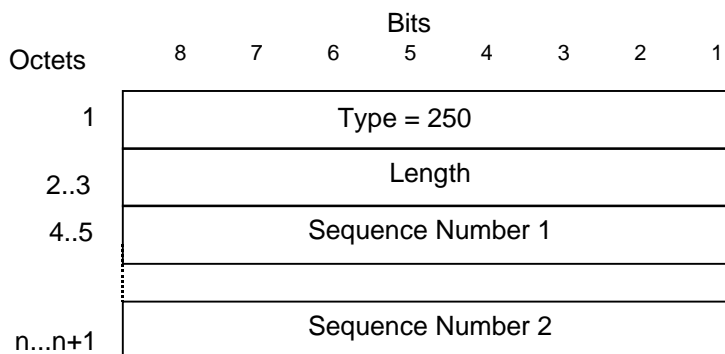 Bits
Octets 8 7 6 5 4 3 2 1
1 Type = 250
2..3 Length
4..5 Sequence Number 1
n...n+1 Sequence Number 2